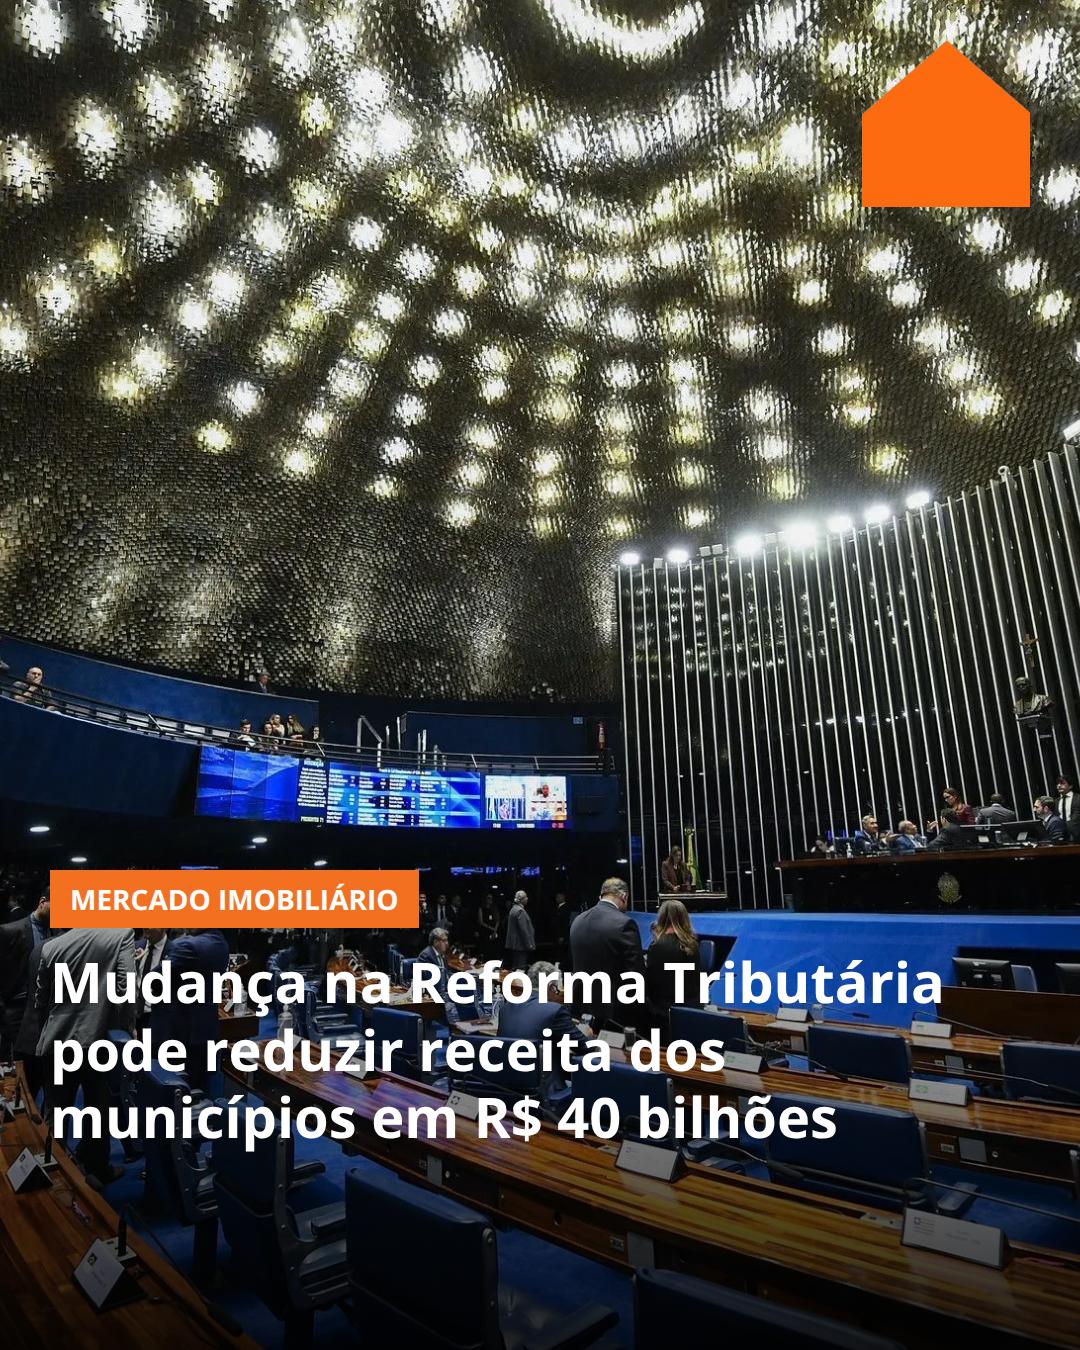 MERCADO IMOBILIÁRIO
Mudança na Reforma Tributária
pode reduzir receita dos
municípios em R$ 40 bilhões